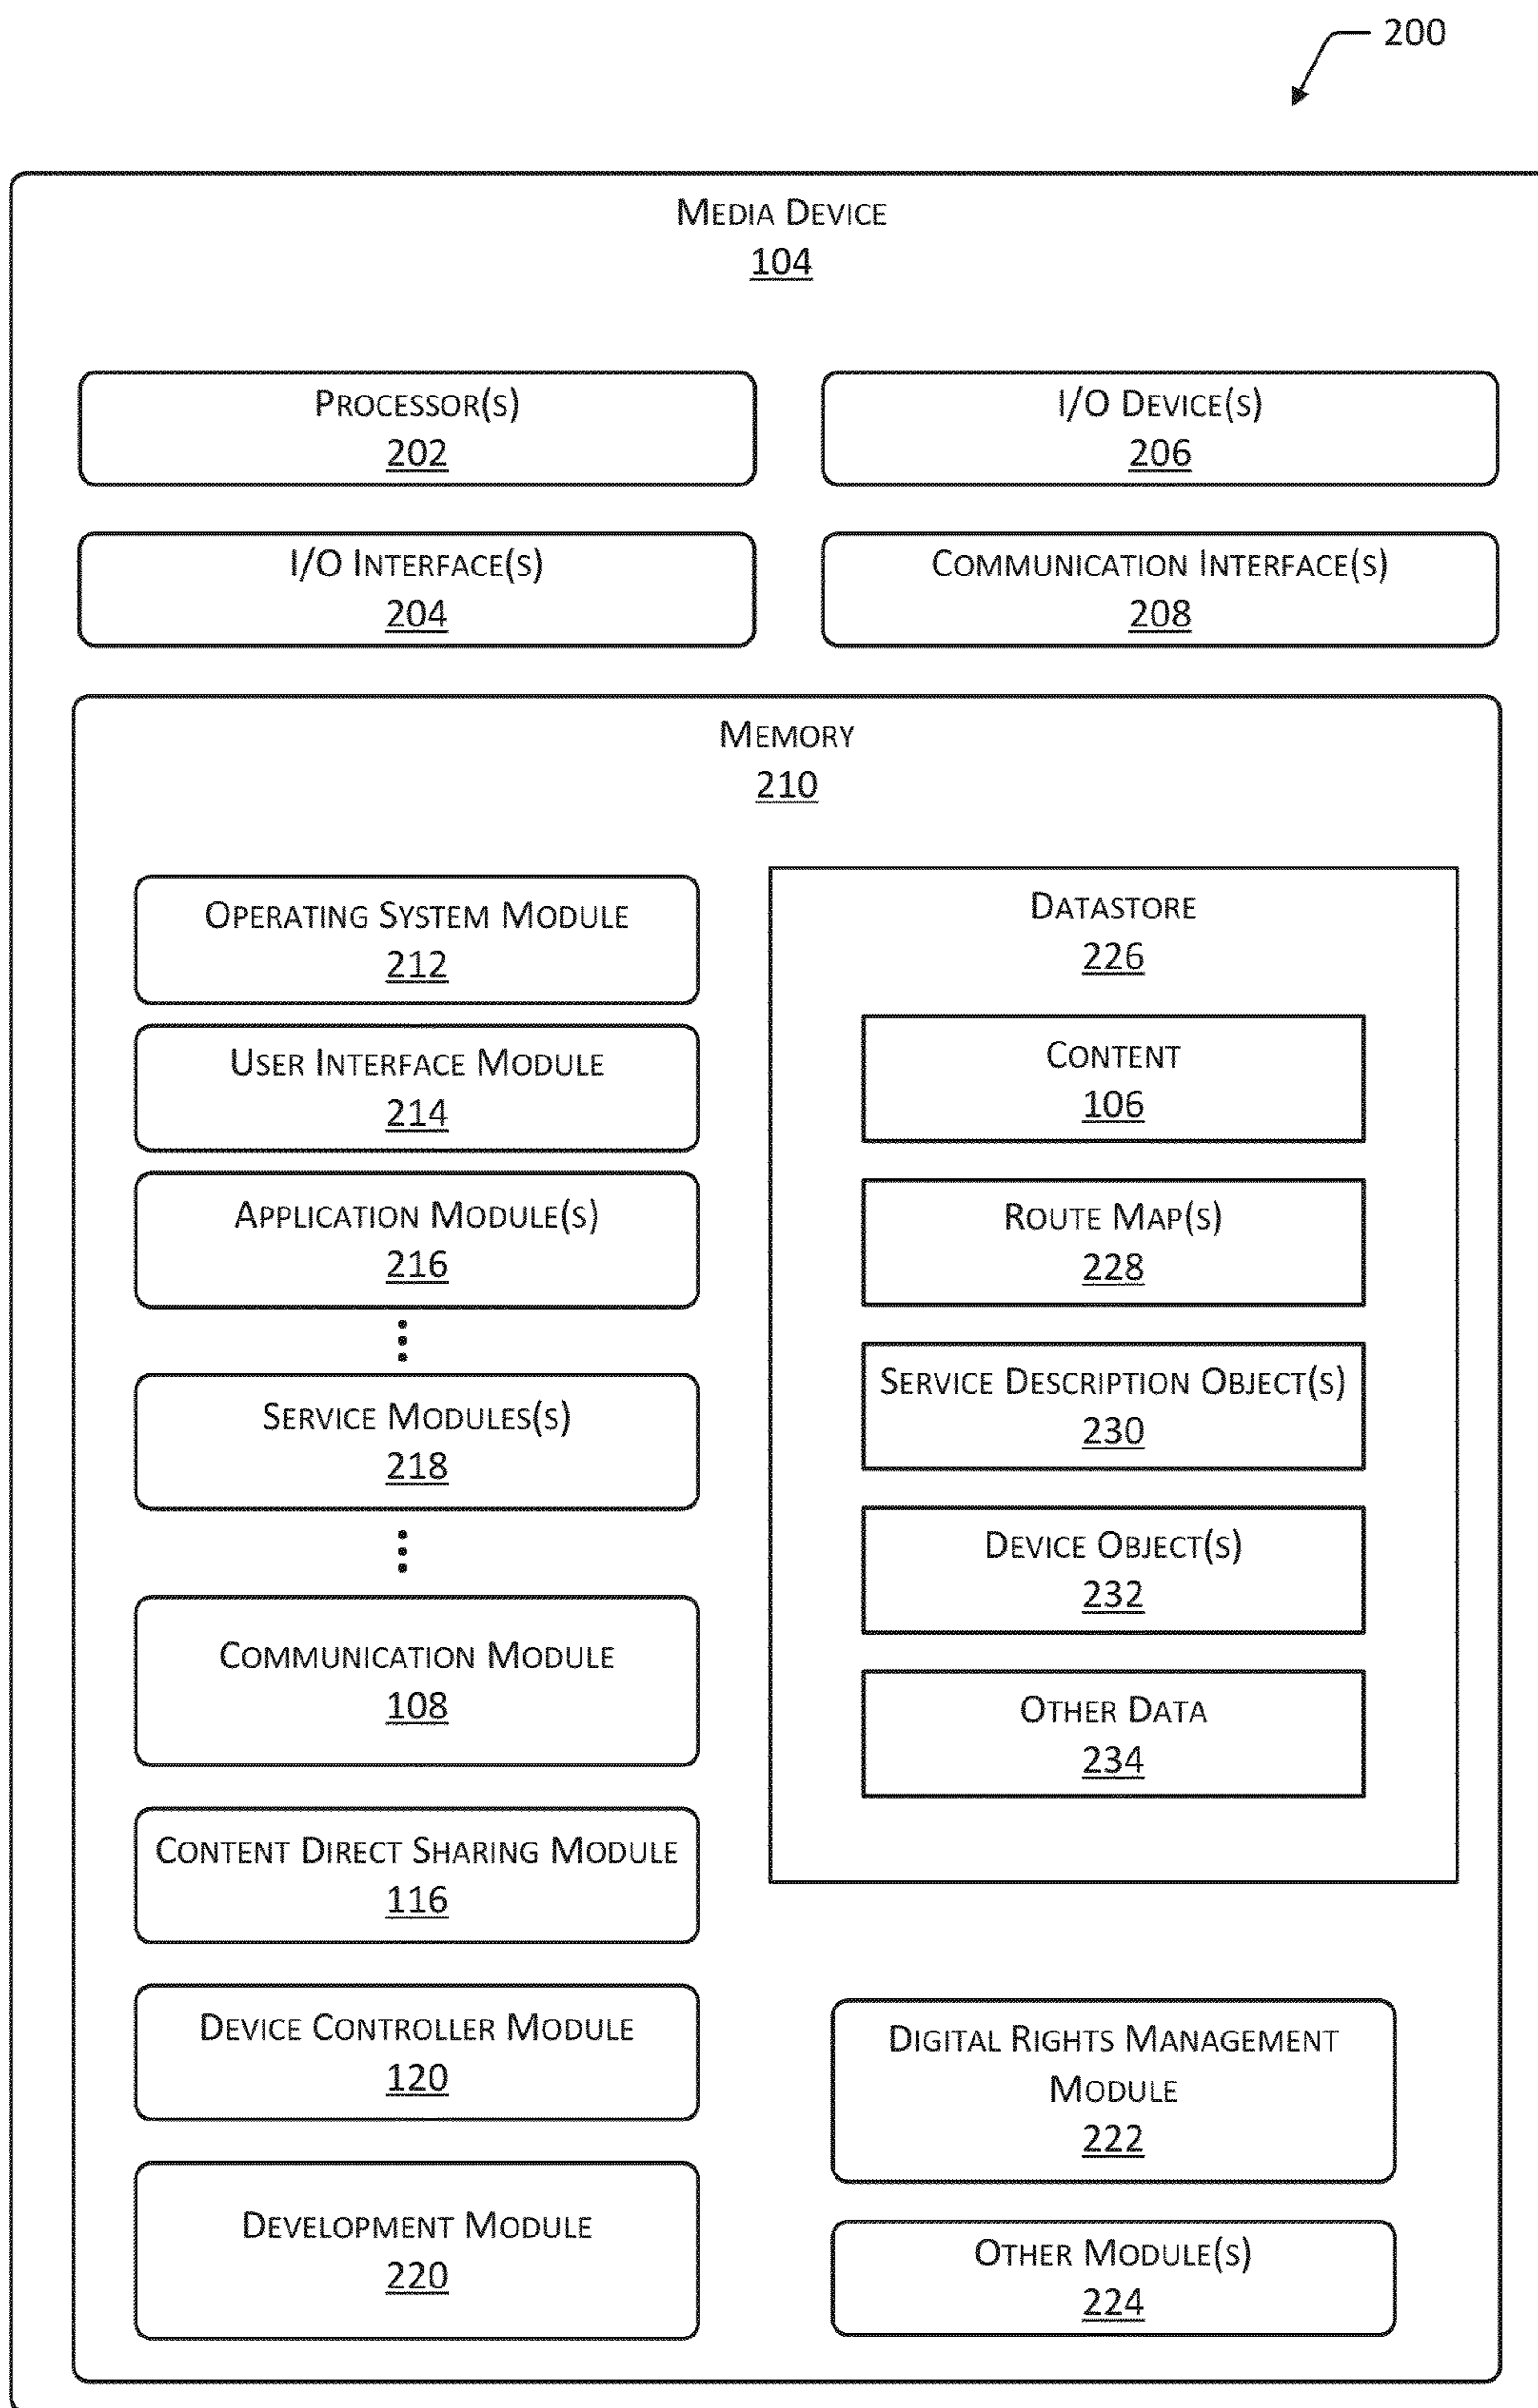 200
MEDIA DEVICE
104
PROCESSOR(S)
202
I/O DEVICE(S)
206
I/O INTERFACE(S)
204
COMMUNICATION INTERFACE(S)
208
MEMORY
210
OPERATING SYSTEM MODULE
212
USER INTERFACE MODULE
214
APPLICATION MODULE(S)
216
SERVICE MODULES(S)
218
COMMUNICATION MODULE
108
CONTENT DIRECT SHARING MODULE
116
DEVICE CONTROLLER MODULE
120
DEVELOPMENT MODULE
220
DATASTORE
226
CONTENT
106
ROUTE MAP(S)
228
SERVICE DESCRIPTION OBJECT(S)
230
DEVICE OBJECT(S)
232
OTHER DATA
234
DIGITAL RIGHTS MANAGEMENT
MODULE
222
OTHER MODULE(S)
224